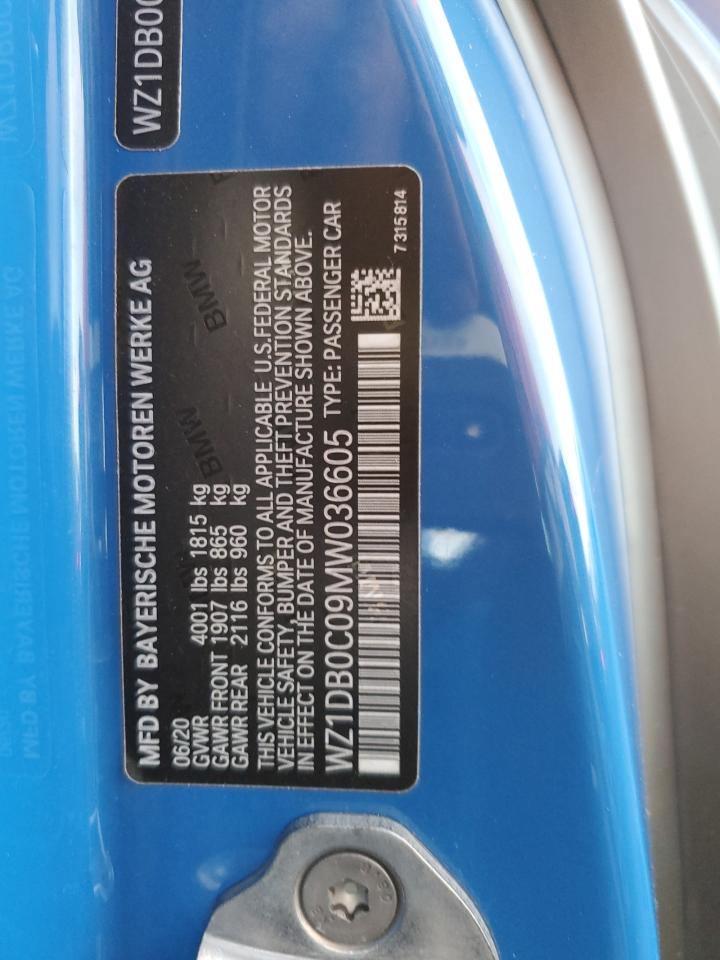 WZ1DB0C
MFD BY BAYERISCHE MOTOREN WERKE AG
06/20
GVWR 4001 lbs 1815 kg
GAWR FRONT 1907 lbs 865 kg
GAWR REAR 2116 lbs 960 kg
BMW BMW
THIS VEHICLE CONFORMS TO ALL APPLICABLE U.S.FEDERAL MOTOR
VEHICLE SAFETY, BUMPER AND THEFT PREVENTION STANDARDS
IN EFFECT ON THE DATE OF MANUFACTURE SHOWN ABOVE.
WZ1DB0C09MW036605 TYPE: PASSENGER CAR
7315814